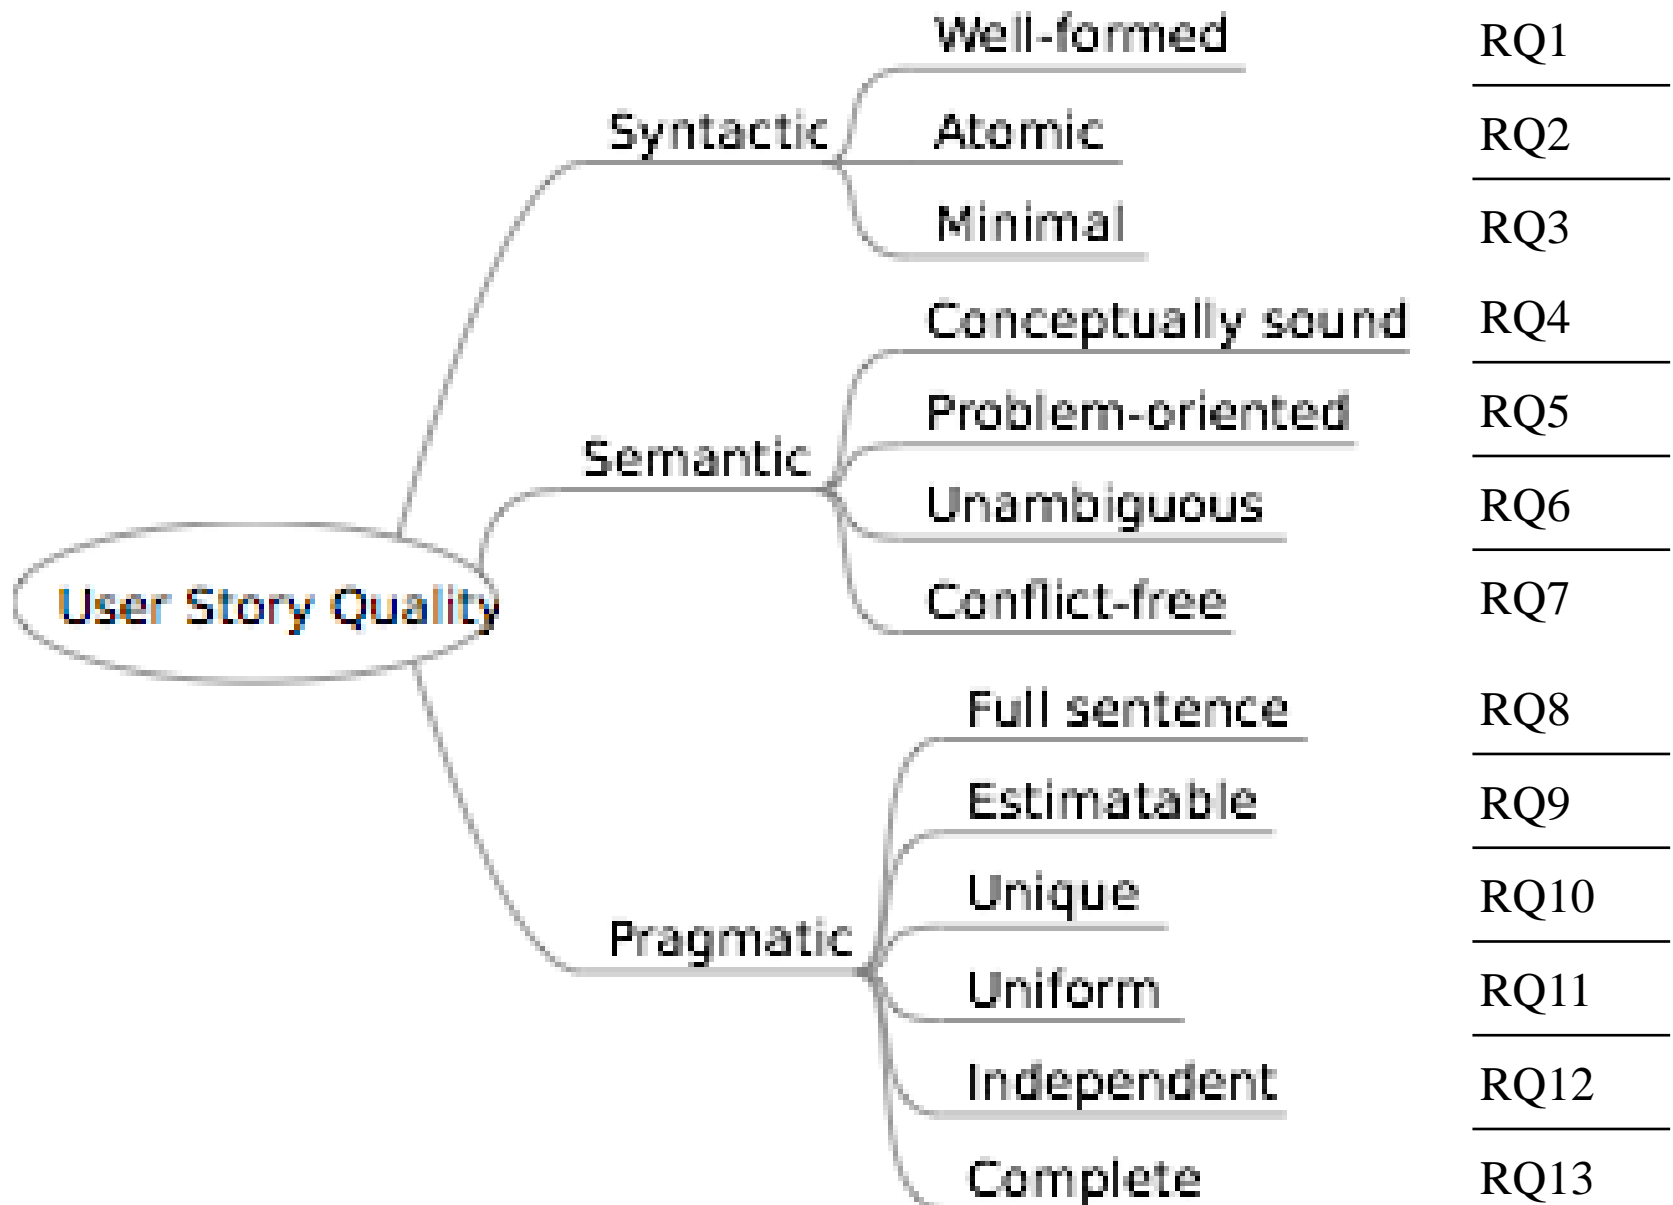 Well-formed RQ1
Syntactic Atomic RQ2
Minimal RQ3
Conceptually sound RQ4
Problem-oriented RQ5
Semantic
Unambiguous RQ6
User Story Quality Conflict-free RQ7
Full sentence RQ8
Estimatable RQ9
Unique RQ10
Pragmatic
Uniform RQ11
Independent RQ12
Complete RQ13